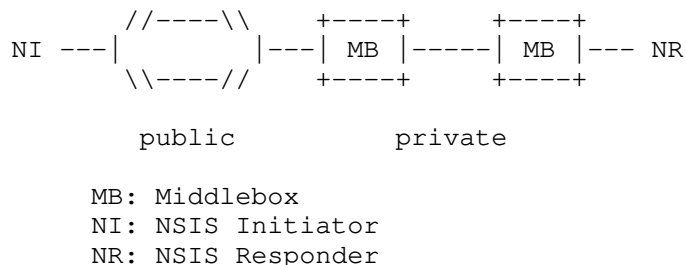 //----\\ +----+ +----+
NI ---| |---| MB |-----| MB |--- NR
\\----// +----+ +----+
public private
MB: Middlebox
NI: NSIS Initiator
NR: NSIS Responder